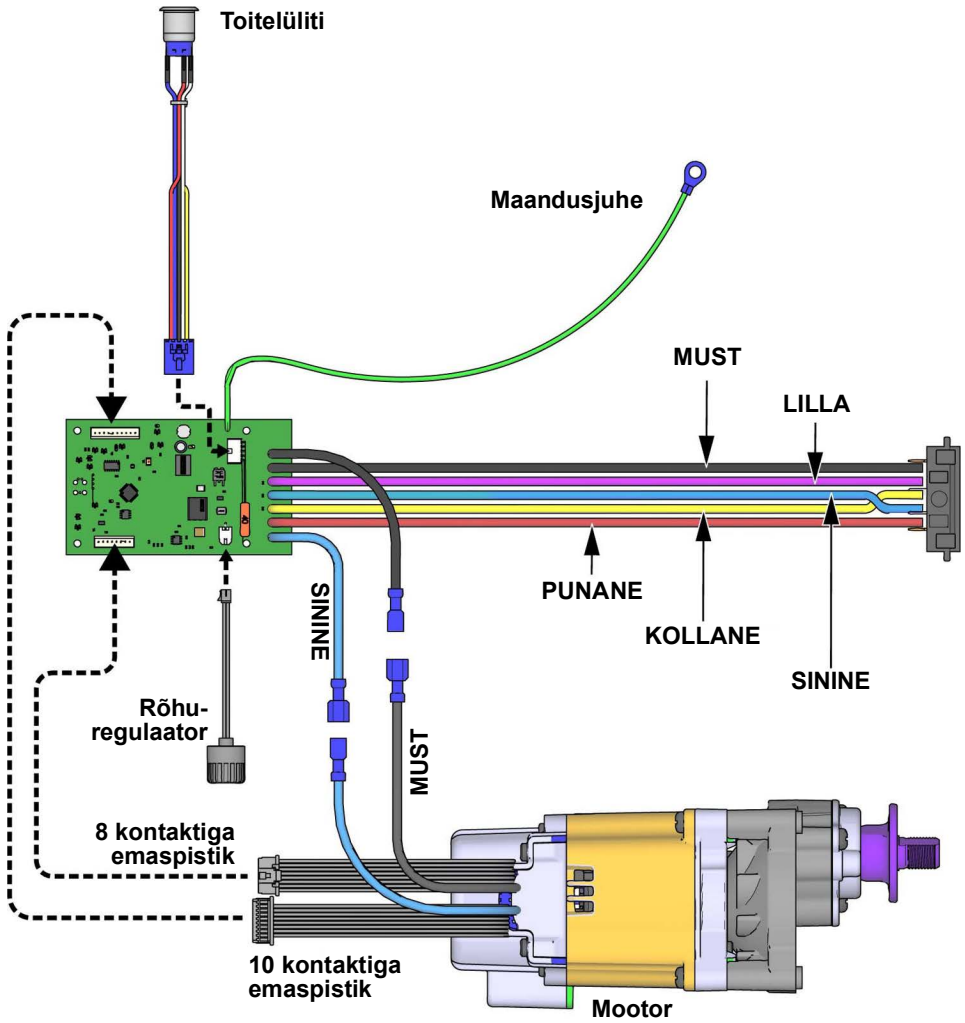 Toitelüliti
Maandusjuhe
MUST
LILLA
PUNANE
KOLLANE
SININE
SININE
MUST
Rõhu-
regulaator
8 kontaktiga
emaspistik
10 kontaktiga
emaspistik
Mootor